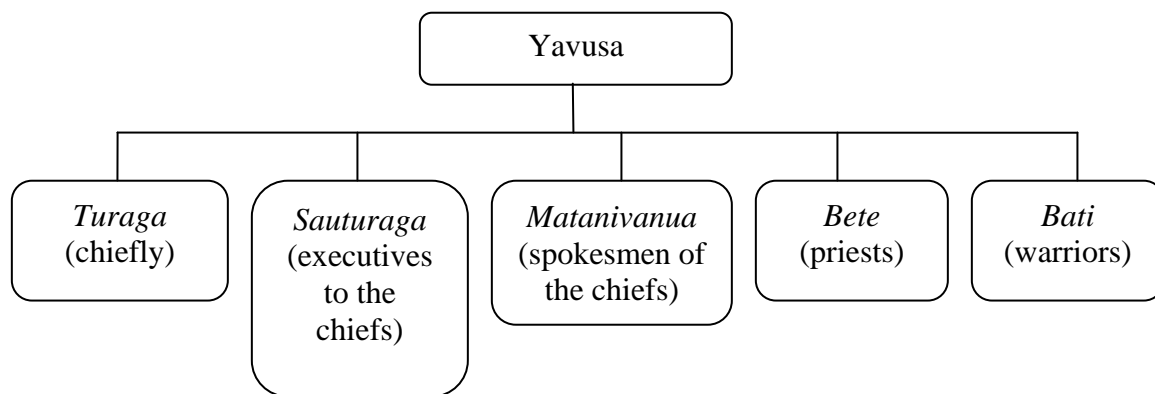 Yavusa
Turaga
(chiefly)
Sauturaga
(executives
to the
chiefs)
Matanivanua
(spokesmen of
the chiefs)
Bete
(priests)
Bati
(warriors)